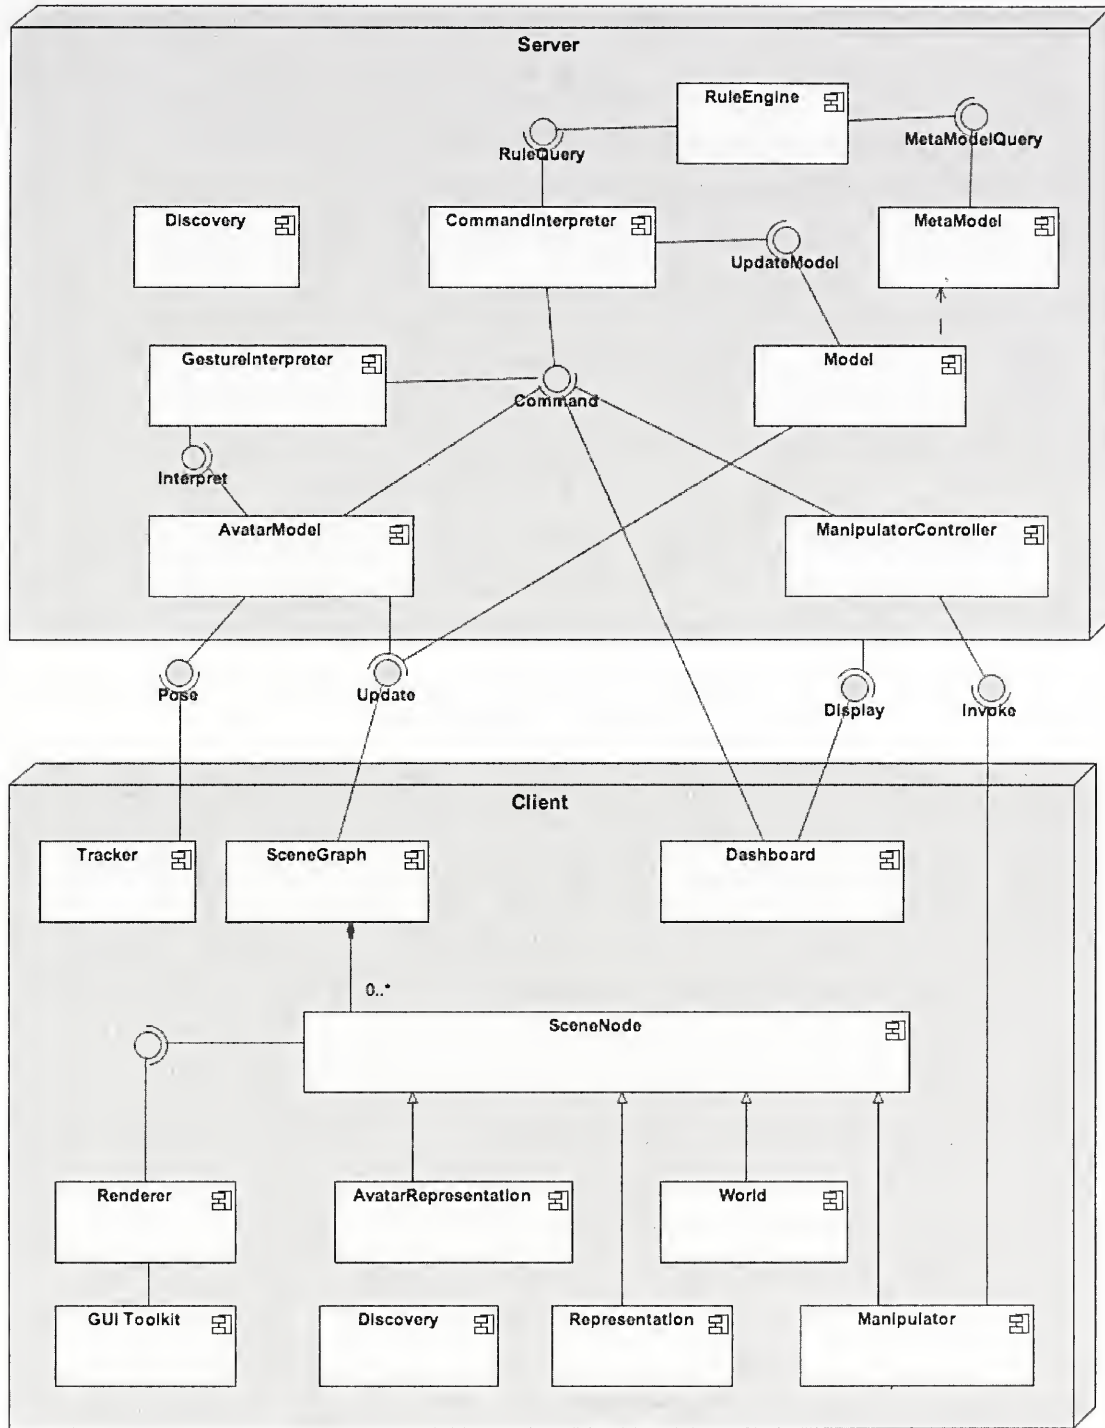 Server
RuleEngine
RuleQuery
MetaModelQuery
Discovery
CommandInterpreter
MetaModel
UpdateModel
GestureInterpreter
Model
Command
Interpret
AvatarModel
ManipulatorController
Pose
Update
Display
Invoke
Client
Tracker
SceneGraph
Dashboard
0..*
SceneNode
Renderer
AvatarRepresentation
World
GUI Toolkit
Discovery
Representation
Manipulator